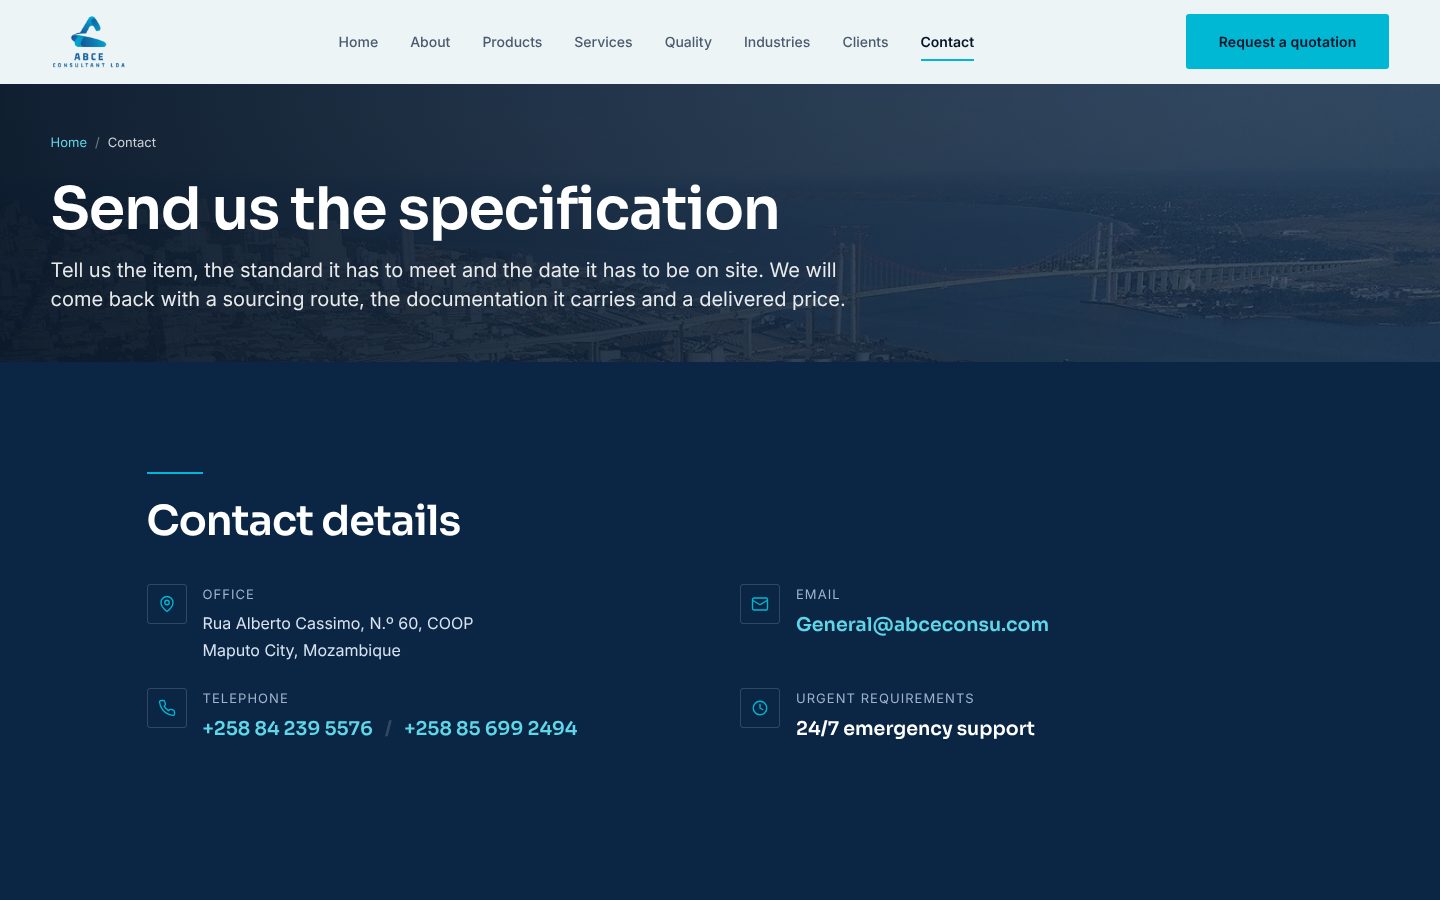 ABCE
CONSULTANT LDA
Home
About
Products
Services
Quality
Industries
Clients
Contact
Request a quotation
Home / Contact
Send us the specification
Tell us the item, the standard it has to meet and the date it has to be on site. We will
come back with a sourcing route, the documentation it carries and a delivered price.
Contact details
OFFICE
Rua Alberto Cassimo, N.º 60, COOP
Maputo City, Mozambique
EMAIL
General@abceconsu.com
TELEPHONE
+258 84 239 5576 / +258 85 699 2494
URGENT REQUIREMENTS
24/7 emergency support